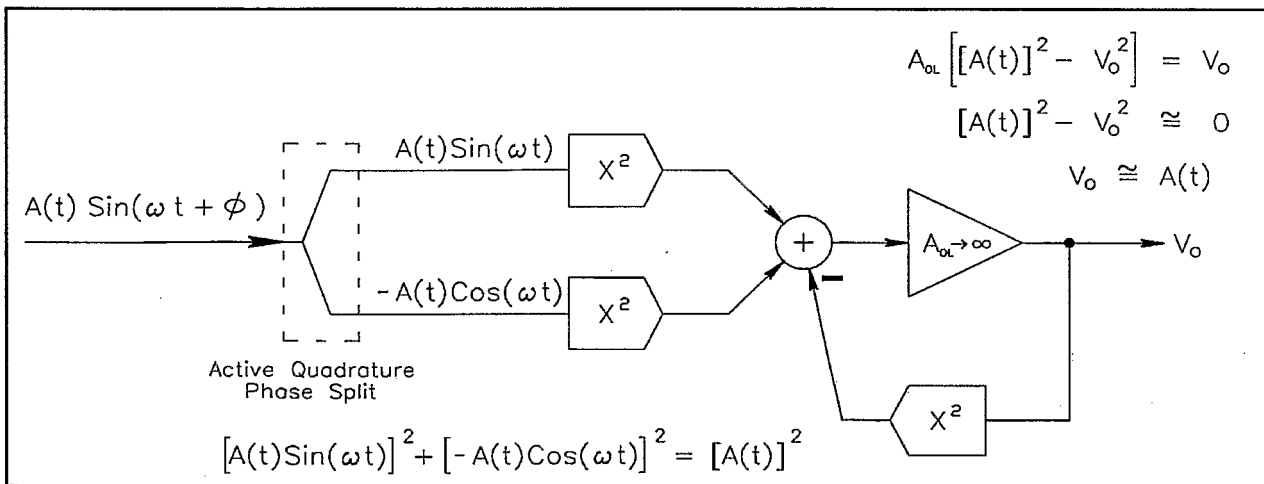 A_OL [[A(t)]² − V_O²] = V_O
[A(t)]² − V_O² ≅ 0
V_O ≅ A(t)
A(t) Sin(ωt + ϕ)
A(t)Sin(ωt)
X²
-A(t)Cos(ωt)
X²
+
−
A_OL→∞
V_O
X²
Active Quadrature
Phase Split
[A(t)Sin(ωt)]² + [-A(t)Cos(ωt)]² = [A(t)]²